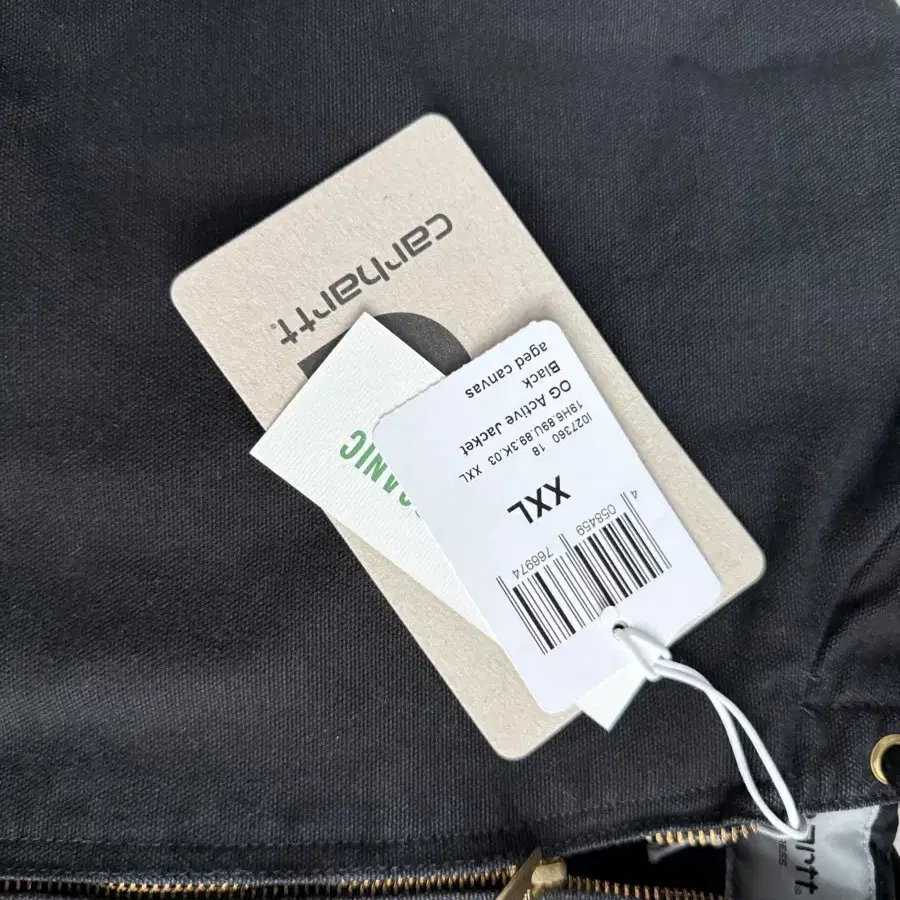 carhartt.
ANIC
I027360 18
19H6.89U.89.3K.03 XXL
OG Active Jacket
Black
aged canvas
XXL
4 058459 766974
arhartt